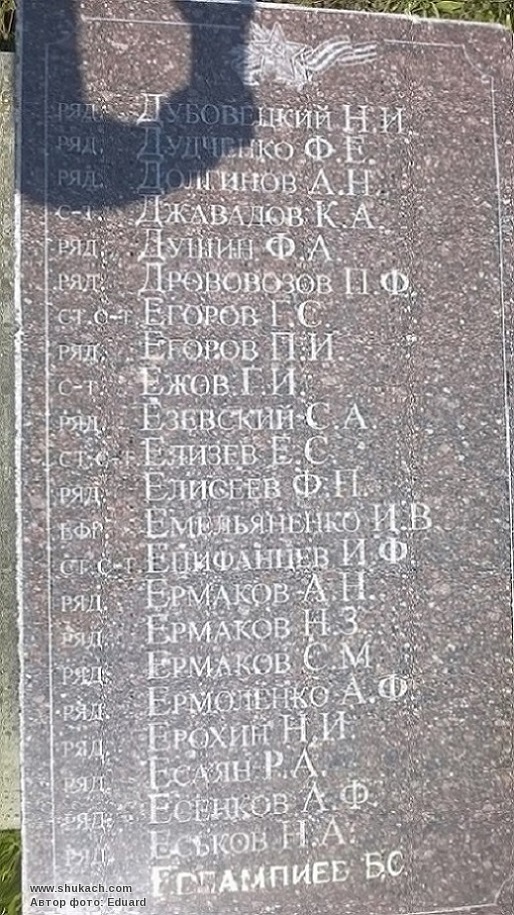 РЯД. ДУБОВЕЦКИЙ Н.И.
РЯД. ДУДЧЕНКО Ф.Е.
РЯД. ДОЛГИНОВ А.Н.
С-Т. ДЖАВАДОВ К.А.
РЯД. ДУШИН Ф.А
РЯД. ДРОВОВОЗОВ П.Ф.
СТ.С-Т. ЕГОРОВ Г.С.
РЯД. ЕГОРОВ П.И.
С-Т. ЕЖОВ Г.И.
РЯД. ЕЗЕВСКИЙ С.А.
СТ.С-Т. ЕЛИЗЕВ Е.С.
РЯД. ЕЛИСЕЕВ Ф.П.
ЕФР. ЕМЕЛЬЯНЕНКО И.В.
СТ.С-Т. ЕПИФАНЦЕВ И.Ф.
РЯД. ЕРМАКОВ А.Н.
РЯД. ЕРМАКОВ Н.З.
РЯД. ЕРМАКОВ С.М.
РЯД. ЕРМОЛЕНКО А.Ф.
РЯД. ЕРОХИН Н.И.
РЯД. ЕСАЯН Р.А.
РЯД. ЕСЕНКОВ А.Ф.
РЯД. ЕСЬКОВ Н.А.
Б.С.
www.shukach.com
Автор фото: Eduard